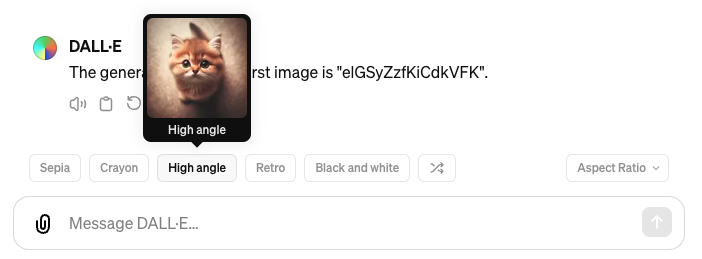 DALL·E
The genera rst image is "elGSyZzfKiCdkVFK".
High angle
Sepia
Crayon
High angle
Retro
Black and white
Aspect Ratio
Message DALL·E…